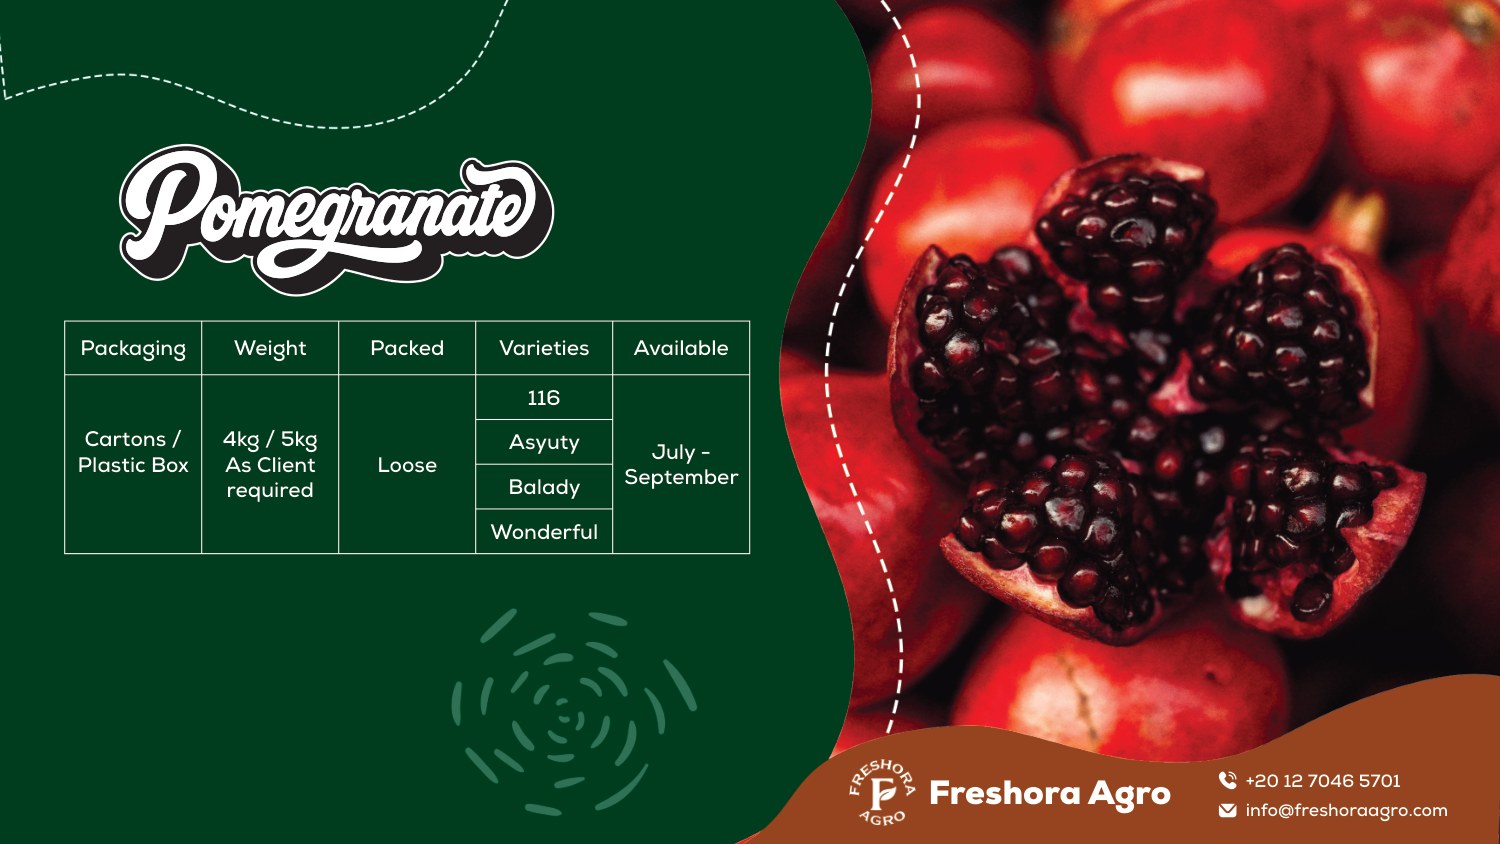 Pomegranate
Packaging
Weight
Packed
Varieties
Available
Cartons /
Plastic Box
4kg / 5kg
As Client
required
Loose
116
Asyuty
Balady
Wonderful
July -
September
FRESHORA
F
AGRO
Freshora Agro
+20 12 7046 5701
info@freshoraagro.com